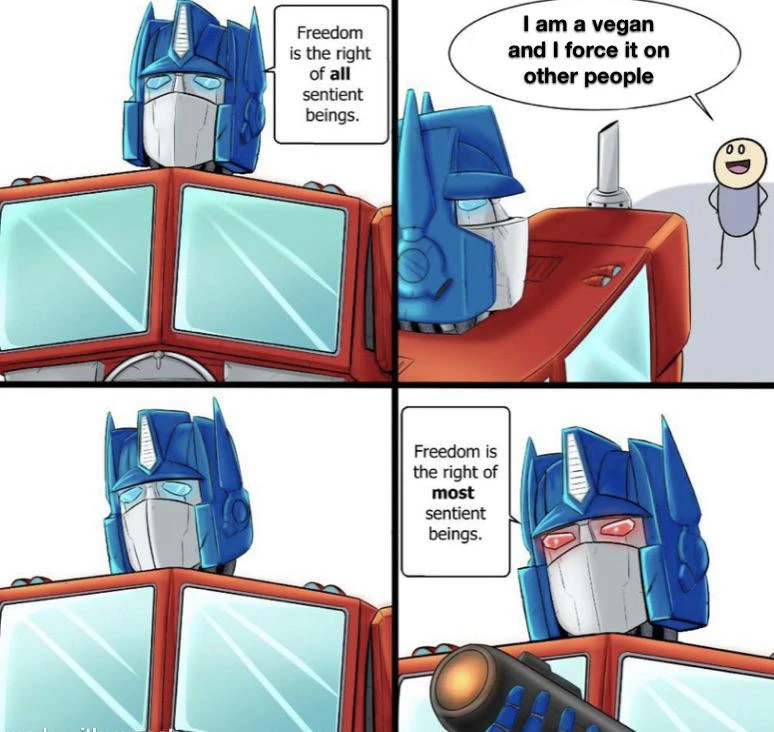 Freedom
is the right
of all
sentient
beings.
I am a vegan
and I force it on
other people
Freedom is
the right of
most
sentient
beings.